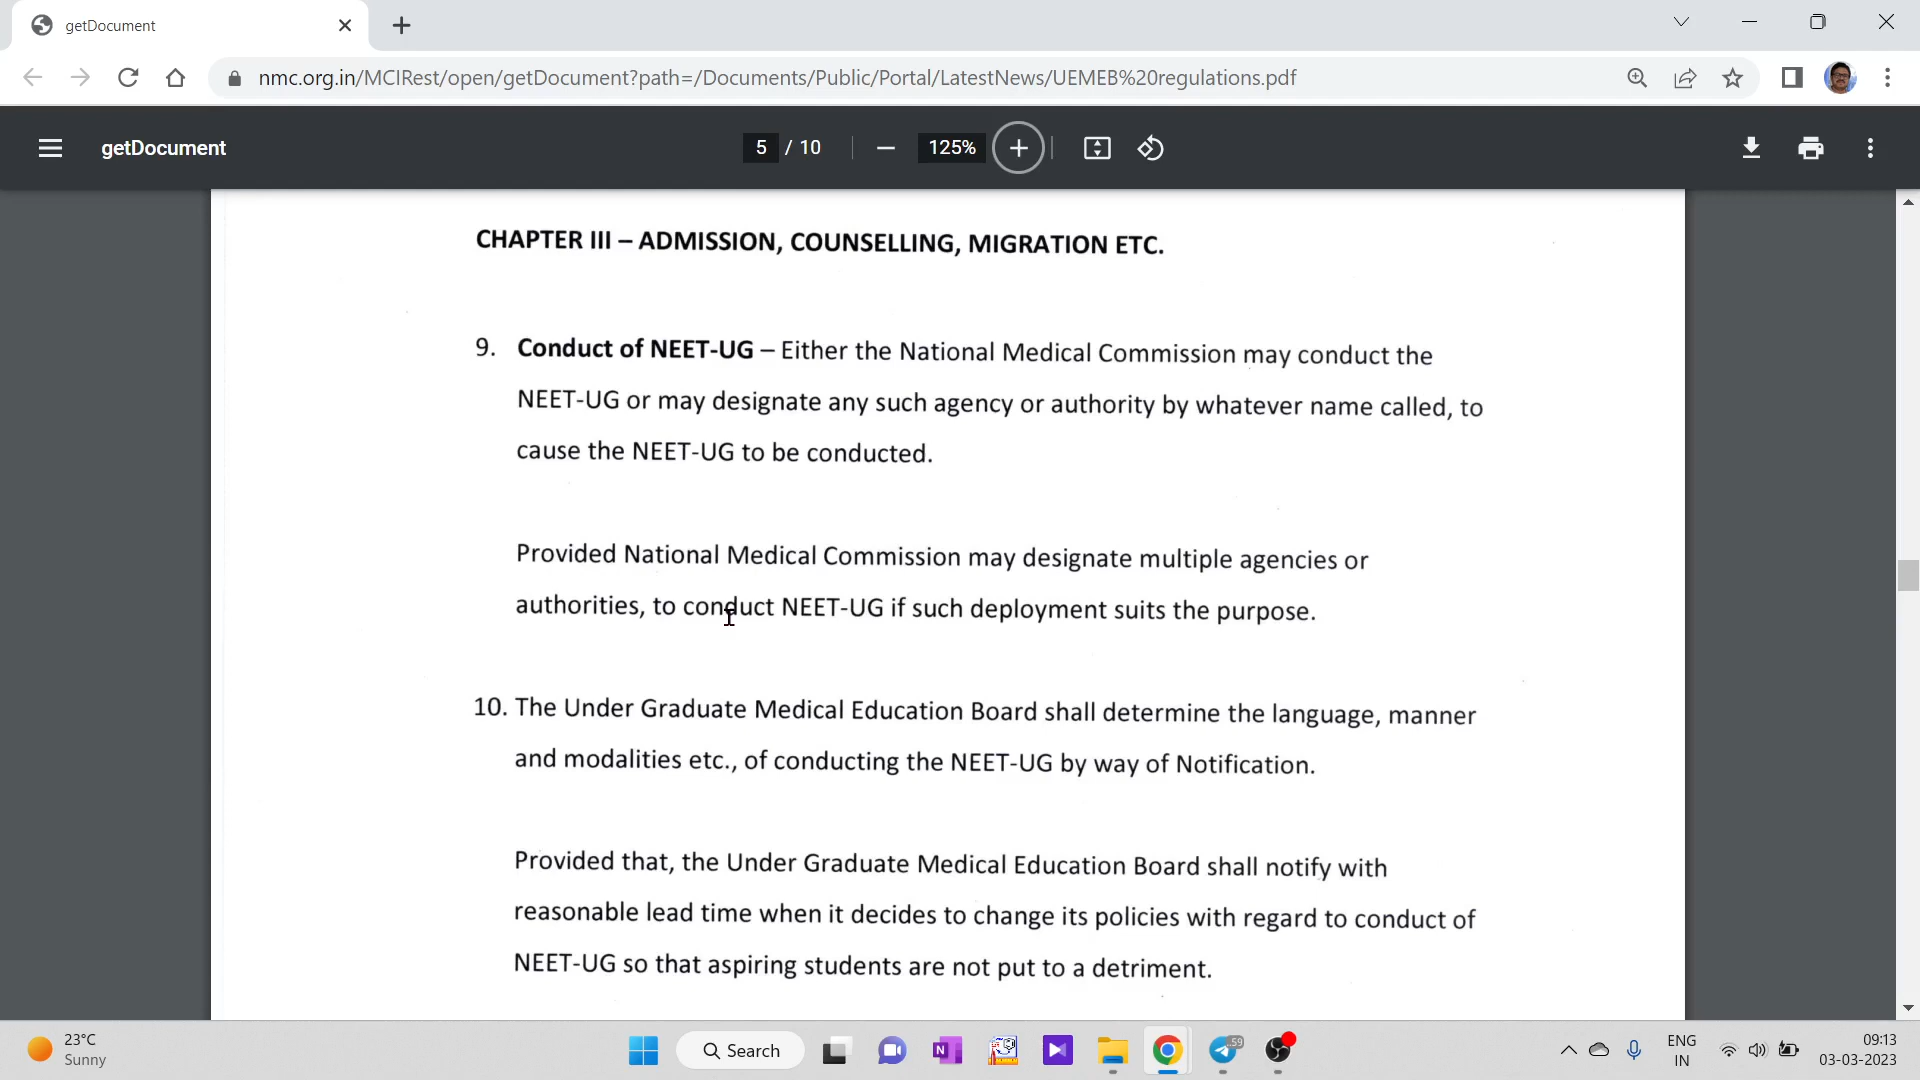 getDocument
nmc.org.in/MCIRest/open/getDocument?path=/Documents/Public/Portal/LatestNews/UEMEB%20regulations.pdf
getDocument
5 / 10
125%
CHAPTER III – ADMISSION, COUNSELLING, MIGRATION ETC.
9. Conduct of NEET-UG – Either the National Medical Commission may conduct the
NEET-UG or may designate any such agency or authority by whatever name called, to
cause the NEET-UG to be conducted.
Provided National Medical Commission may designate multiple agencies or
authorities, to conduct NEET-UG if such deployment suits the purpose.
10. The Under Graduate Medical Education Board shall determine the language, manner
and modalities etc., of conducting the NEET-UG by way of Notification.
Provided that, the Under Graduate Medical Education Board shall notify with
reasonable lead time when it decides to change its policies with regard to conduct of
NEET-UG so that aspiring students are not put to a detriment.
23°C
Sunny
Search
N
59
ENG
IN
09:13
03-03-2023